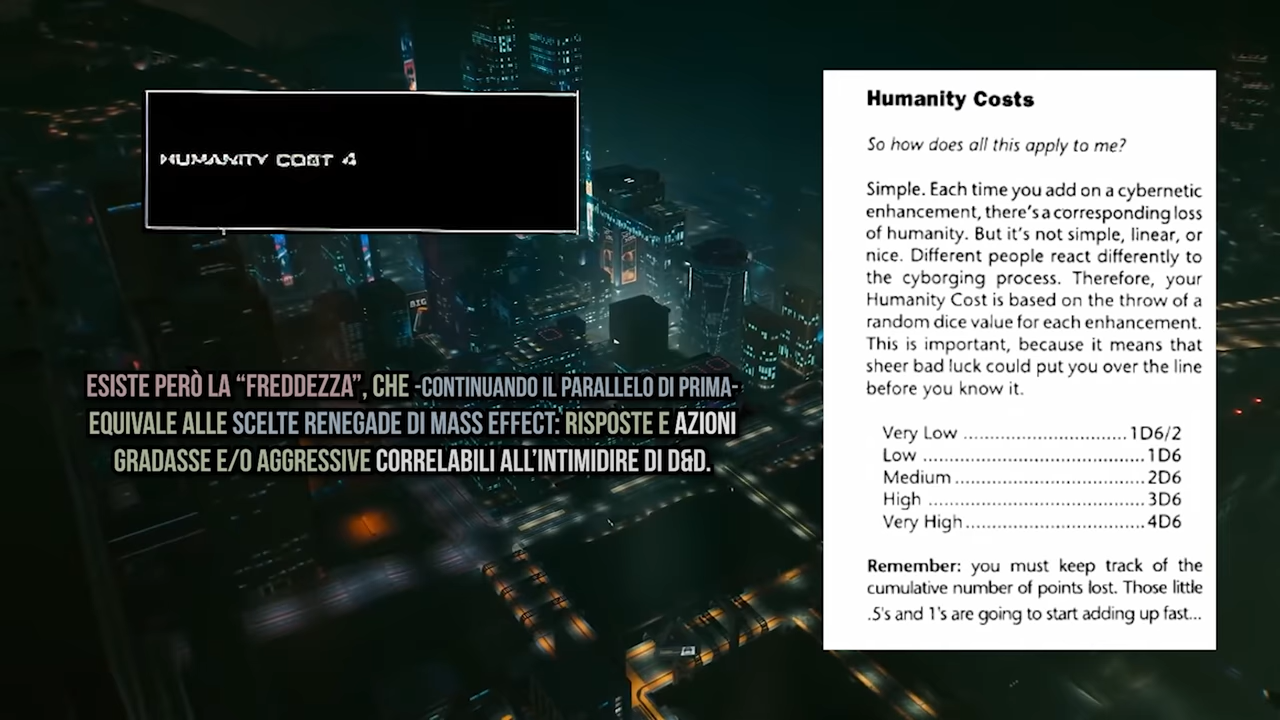 HUMANITY COST 4
ESISTE PERÒ LA “FREDDEZZA”, CHE -CONTINUANDO IL PARALLELO DI PRIMA-
EQUIVALE ALLE SCELTE RENEGADE DI MASS EFFECT: RISPOSTE E AZIONI
GRADASSE E/O AGGRESSIVE CORRELABILI ALL’INTIMIDIRE DI D&D.
BIG
Humanity Costs
So how does all this apply to me?
Simple. Each time you add on a cybernetic
enhancement, there's a corresponding loss
of humanity. But it's not simple, linear, or
nice. Different people react differently to
the cyborging process. Therefore, your
Humanity Cost is based on the throw of a
random dice value for each enhancement.
This is important, because it means that
sheer bad luck could put you over the line
before you know it.
Very Low ..............................1D6/2
Low ........................................1D6
Medium ..................................2D6
High .......................................3D6
Very High................................4D6
Remember: you must keep track of the
cumulative number of points lost. Those little
.5's and 1's are going to start adding up fast...